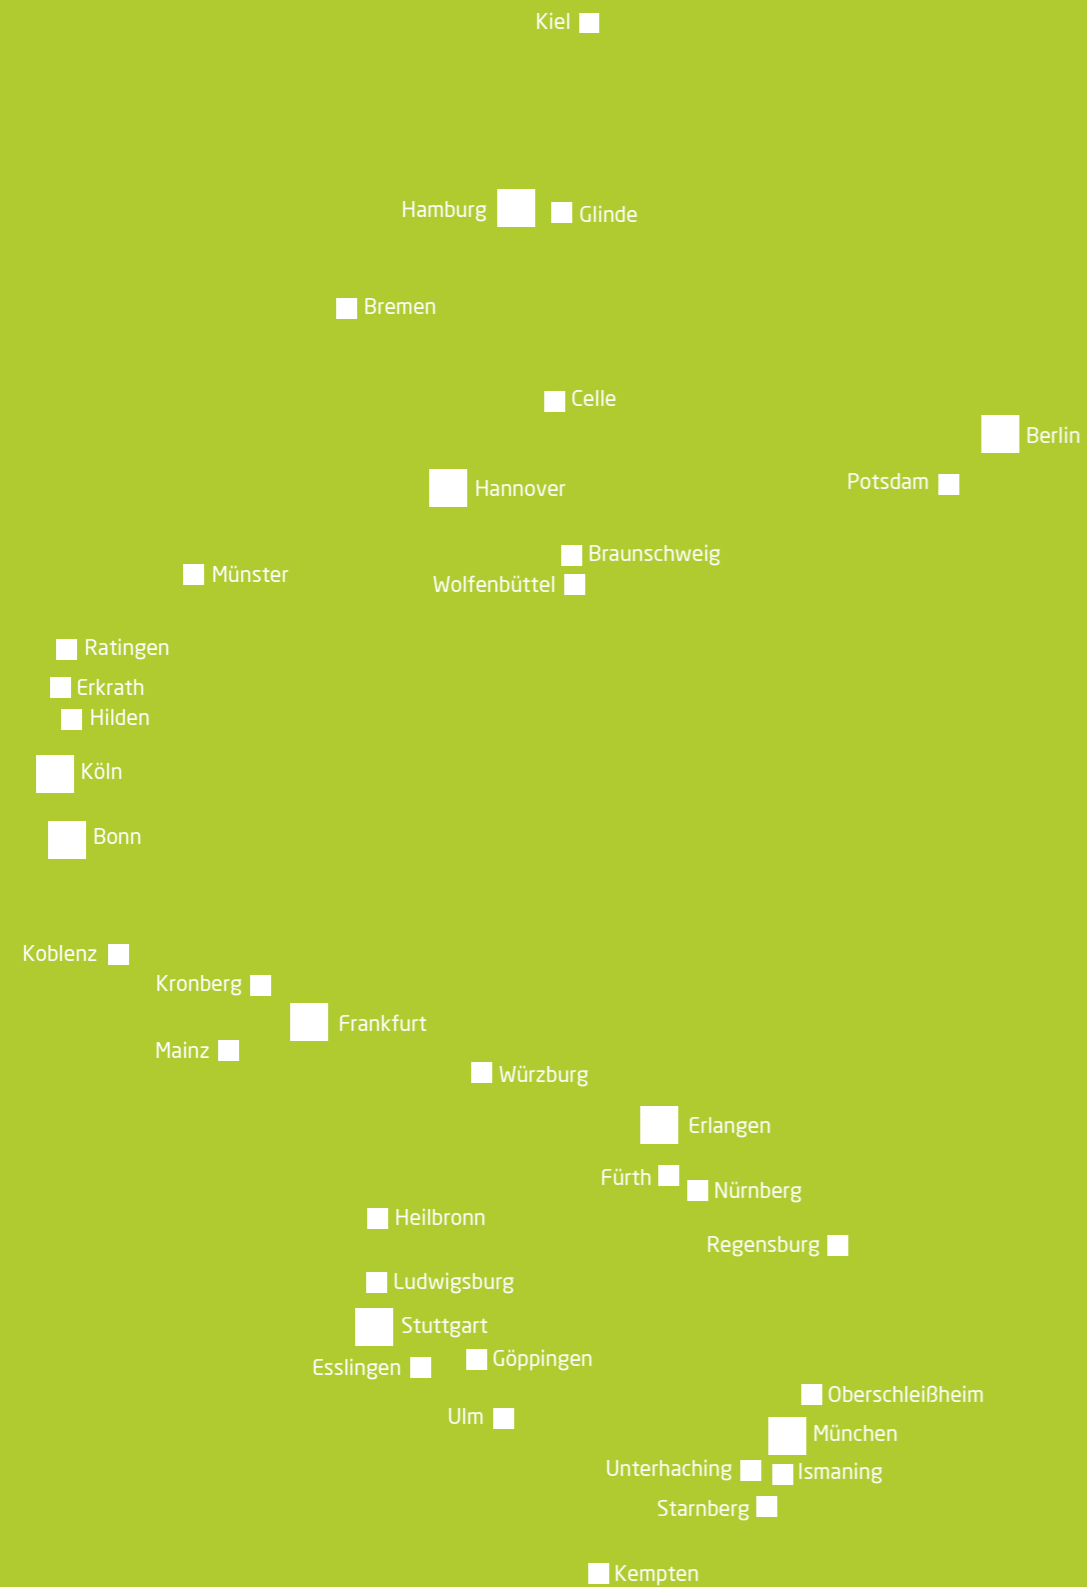 Kiel
Hamburg
Glinde
Bremen
Celle
Berlin
Potsdam
Hannover
Braunschweig
Münster
Wolfenbüttel
Ratingen
Erkrath
Hilden
Köln
Bonn
Koblenz
Kronberg
Frankfurt
Mainz
Würzburg
Erlangen
Fürth
Nürnberg
Heilbronn
Regensburg
Ludwigsburg
Stuttgart
Göppingen
Esslingen
Oberschleißheim
Ulm
München
Unterhaching
Ismaning
Starnberg
Kempten